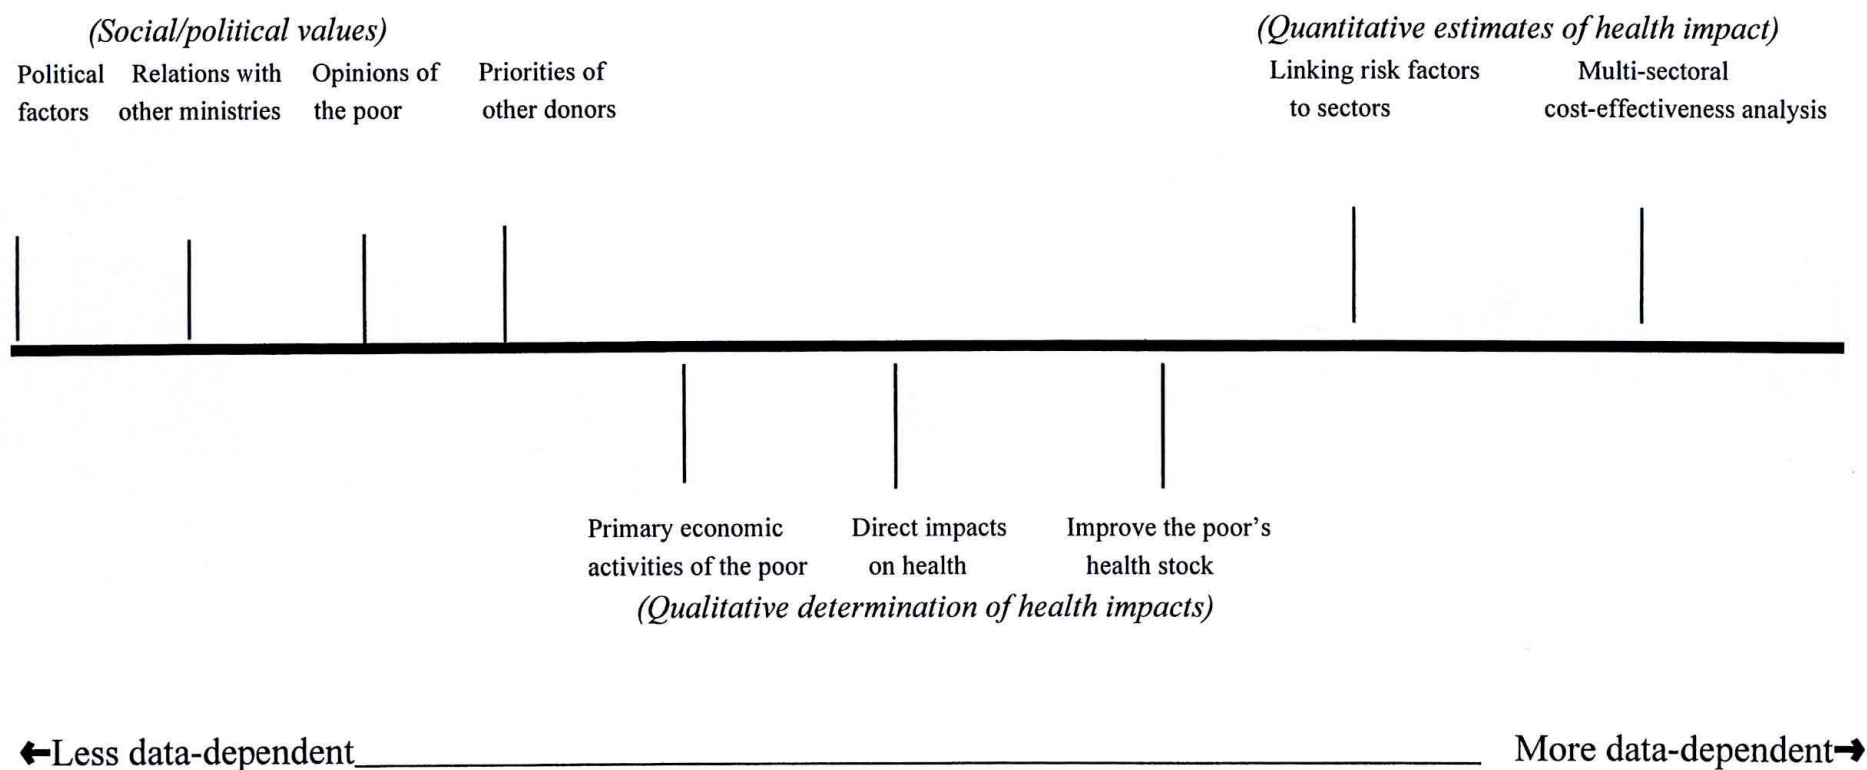 (Social/political values)
(Quantitative estimates of health impact)
Political factors
Relations with other ministries
Opinions of the poor
Priorities of other donors
Linking risk factors to sectors
Multi-sectoral cost-effectiveness analysis
Primary economic activities of the poor
Direct impacts on health
Improve the poor's health stock
(Qualitative determination of health impacts)
←Less data-dependent
More data-dependent→